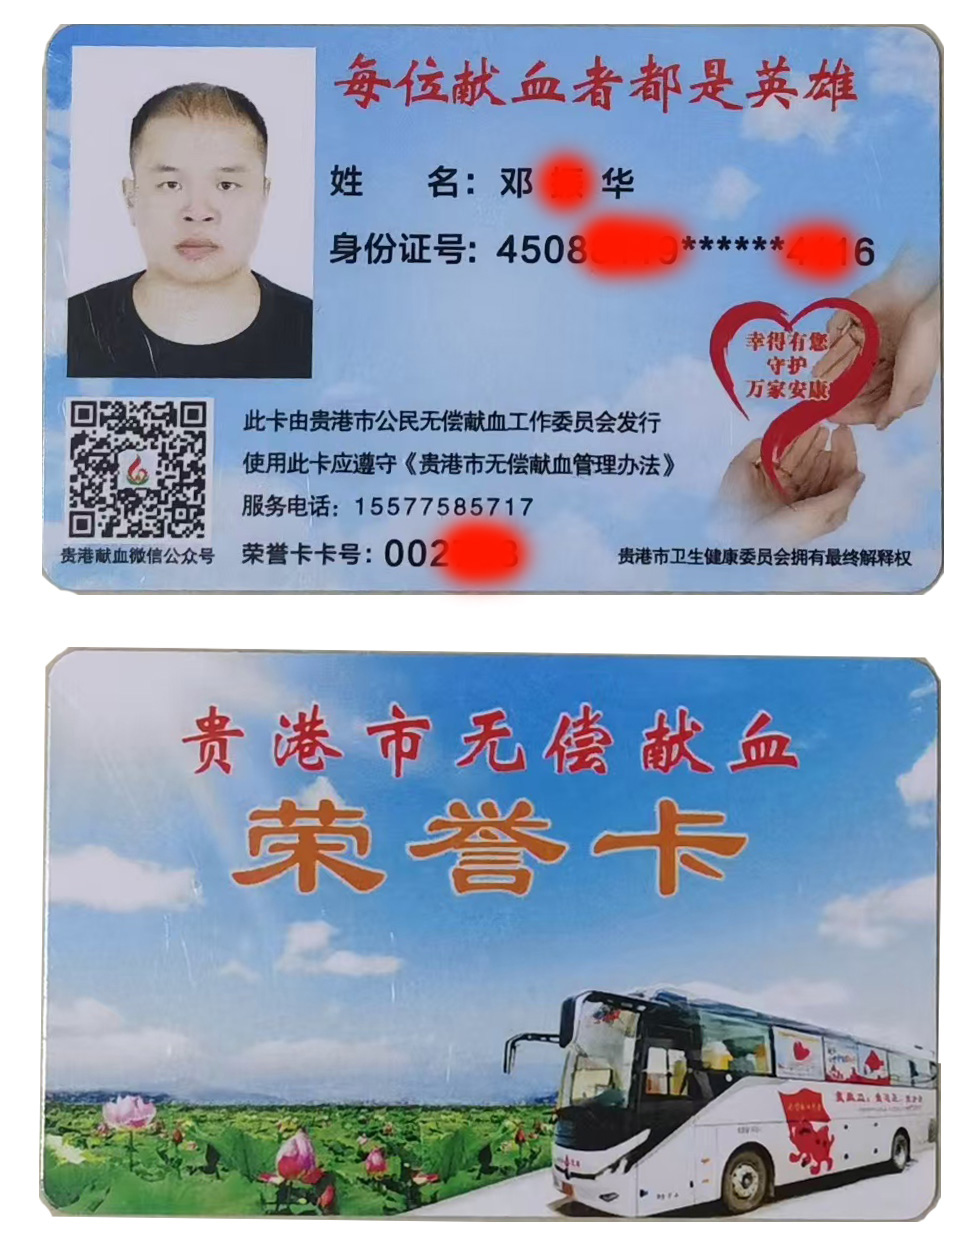 每位献血者都是英雄
姓 名：邓 华
身份证号：4508 9******4 16
幸得有您
守护
万家安康
此卡由贵港市公民无偿献血工作委员会发行
使用此卡应遵守《贵港市无偿献血管理办法》
服务电话：15577585717
贵港献血微信公众号
荣誉卡卡号：002
贵港市卫生健康委员会拥有最终解释权
贵港市无偿献血
荣誉卡